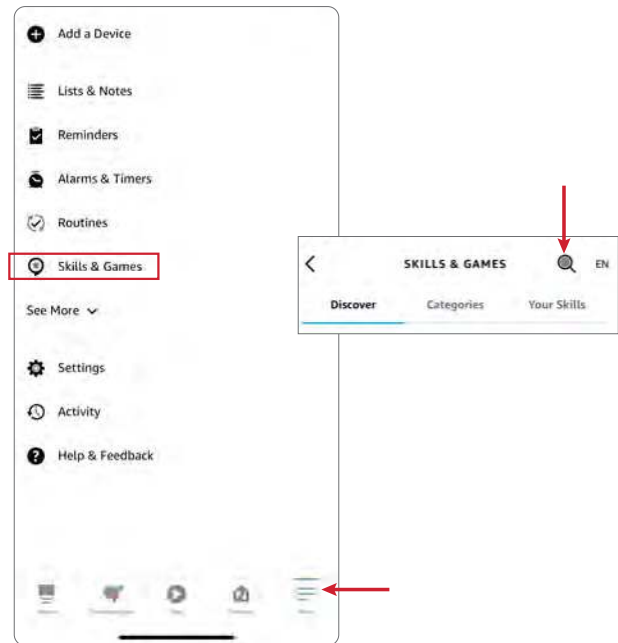 Add a Device
Lists & Notes
Reminders
Alarms & Timers
Routines
Skills & Games
See More
Settings
Activity
Help & Feedback
SKILLS & GAMES
EN
Discover
Categories
Your Skills